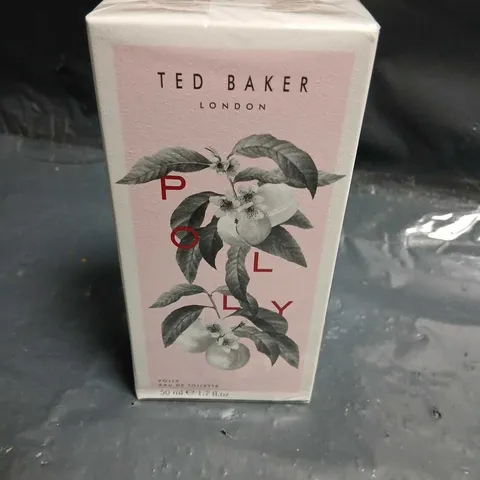 TED BAKER
LONDON
P
O L
L Y
POLLY
EAU DE TOILETTE
50 ml ℮ 1.7 fl.oz